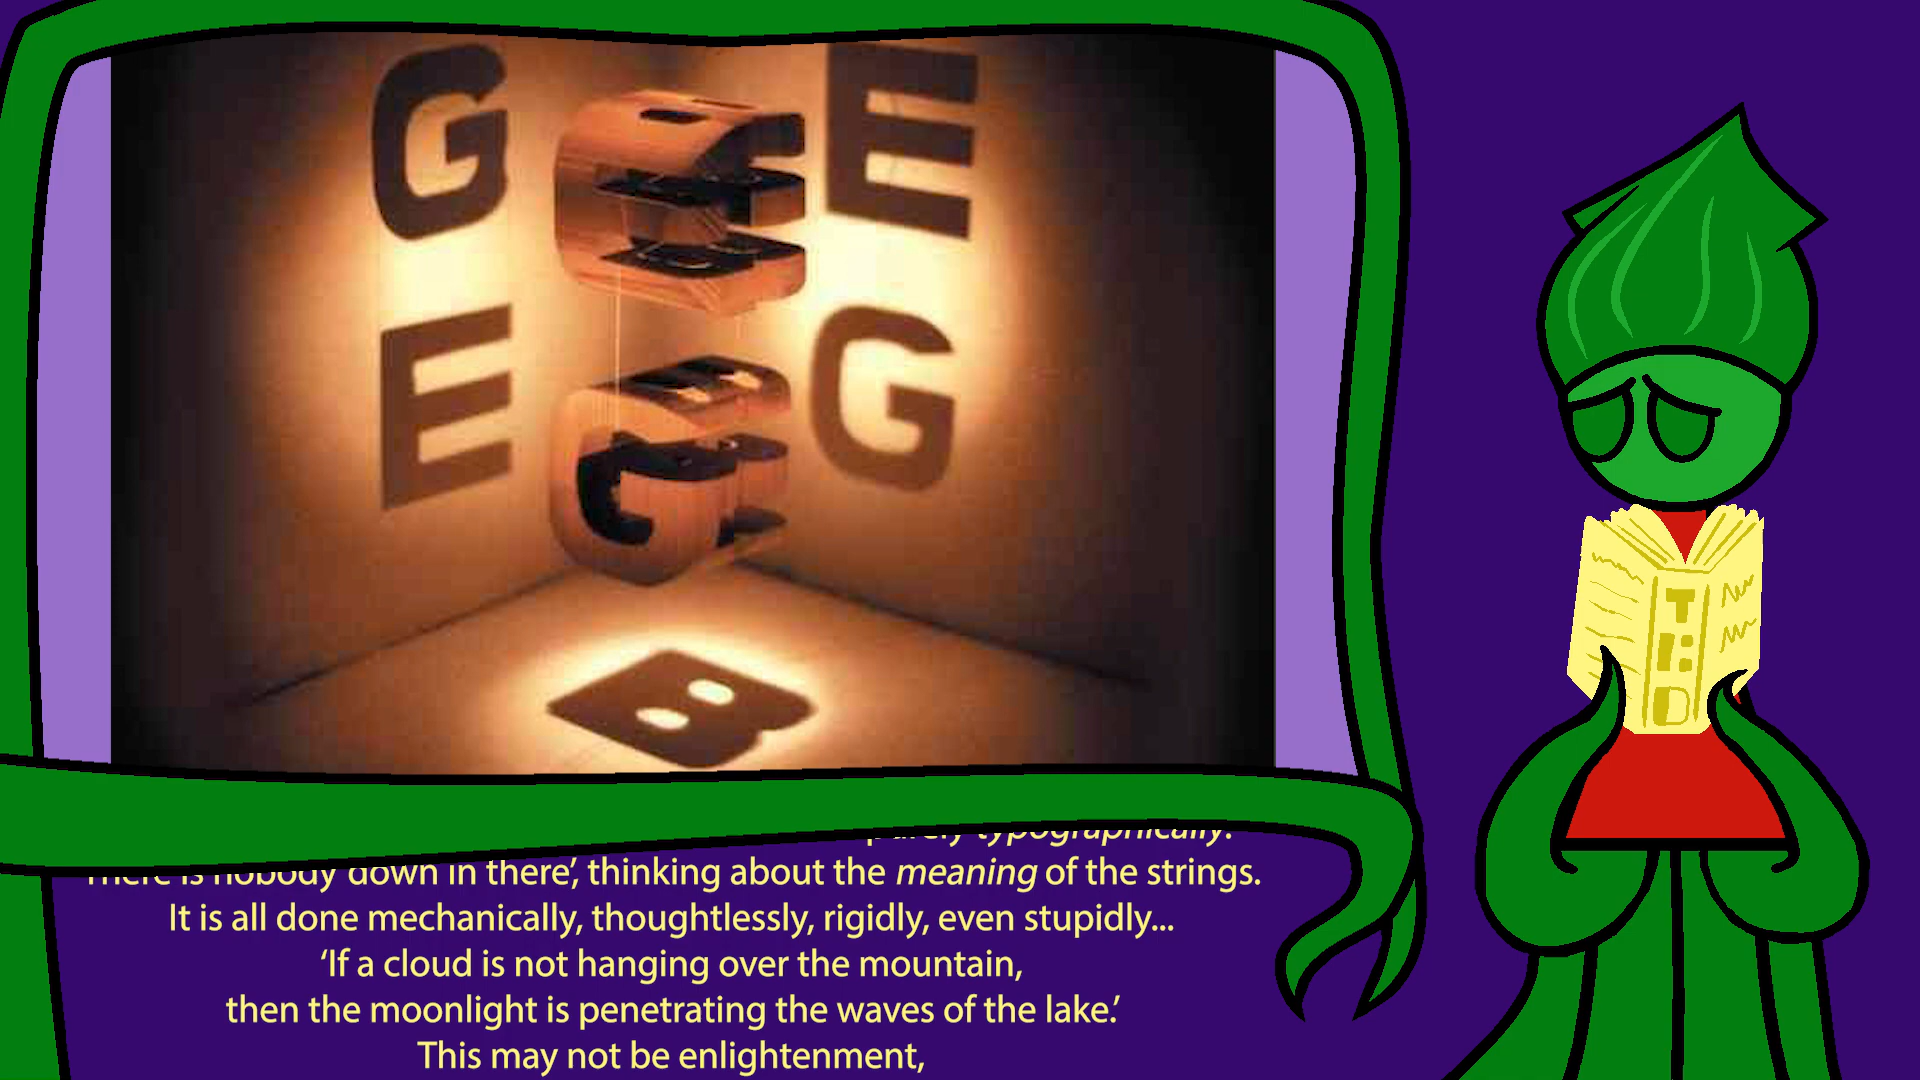 G E
E G
B
T
I:
D
purely typographically.
There is nobody down in there’, thinking about the meaning of the strings.
It is all done mechanically, thoughtlessly, rigidly, even stupidly...
‘If a cloud is not hanging over the mountain,
then the moonlight is penetrating the waves of the lake.’
This may not be enlightenment,